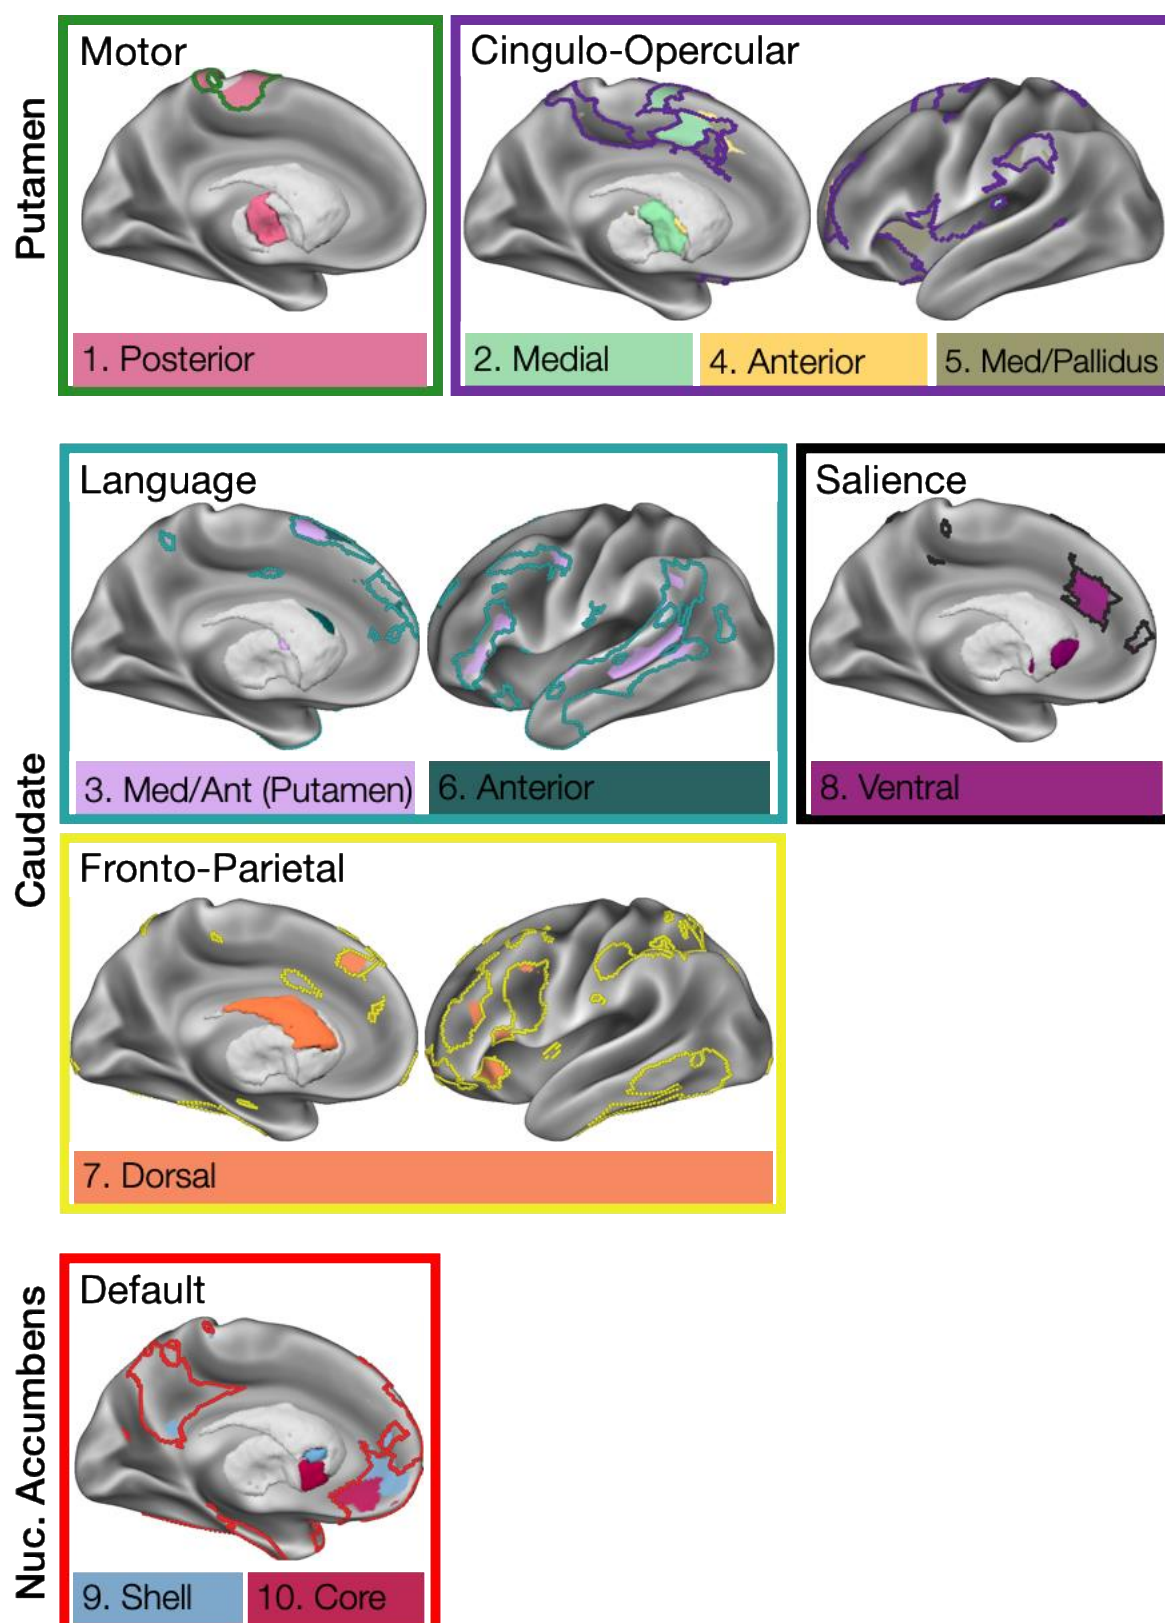 Putamen
Motor
1. Posterior
Cingulo-Opercular
2. Medial
4. Anterior
5. Med/Pallidus
Caudate
Language
3. Med/Ant (Putamen)
6. Anterior
Salience
8. Ventral
Fronto-Parietal
7. Dorsal
Nuc. Accumbens
Default
9. Shell
10. Core